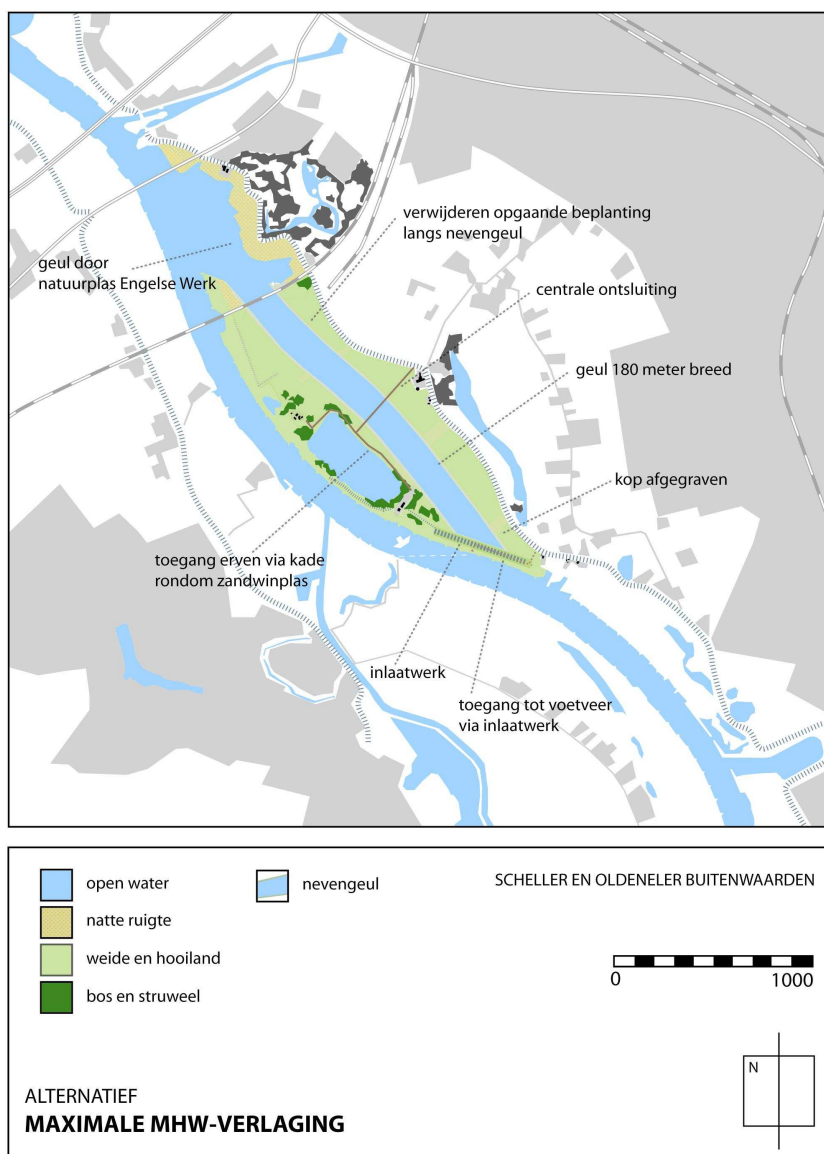 verwijderen opgaande beplanting
langs nevengeul
geul door
natuurplas Engelse Werk
centrale ontsluiting
geul 180 meter breed
kop afgegraven
toegang erven via kade
rondom zandwinplas
inlaatwerk
toegang tot voetveer
via inlaatwerk
open water
nevengeul
SCHELLER EN OLDENELER BUITENWAARDEN
natte ruigte
weide en hooiland
bos en struweel
0 1000
N
ALTERNATIEF
MAXIMALE MHW-VERLAGING